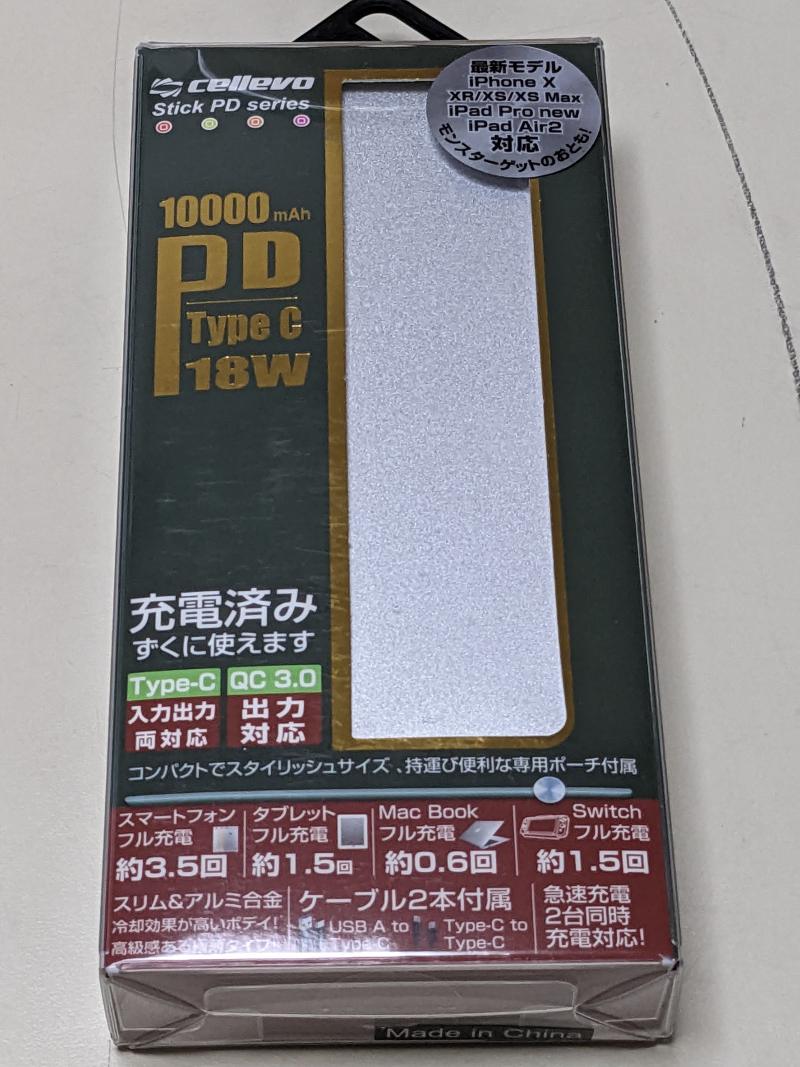 cellevo
Stick PD series
最新モデル
iPhone X
XR/XS/XS Max
iPad Pro new
iPad Air2
対応
モンスターゲットのおとも!
10000 mAh
PD
Type C
18W
充電済み
ずくに使えます
Type-C
入力出力
両対応
QC 3.0
出力
対応
コンパクトでスタイリッシュサイズ、持運び便利な専用ポーチ付属
スマートフォン
フル充電
約3.5回
タブレット
フル充電
約1.5回
Mac Book
フル充電
約0.6回
Switch
フル充電
約1.5回
スリム&アルミ合金
冷却効果が高いボディ!
高級感ある
ケーブル2本付属
USB A to
Type-C
Type-C to
Type-C
急速充電
2台同時
充電対応!
Made in China